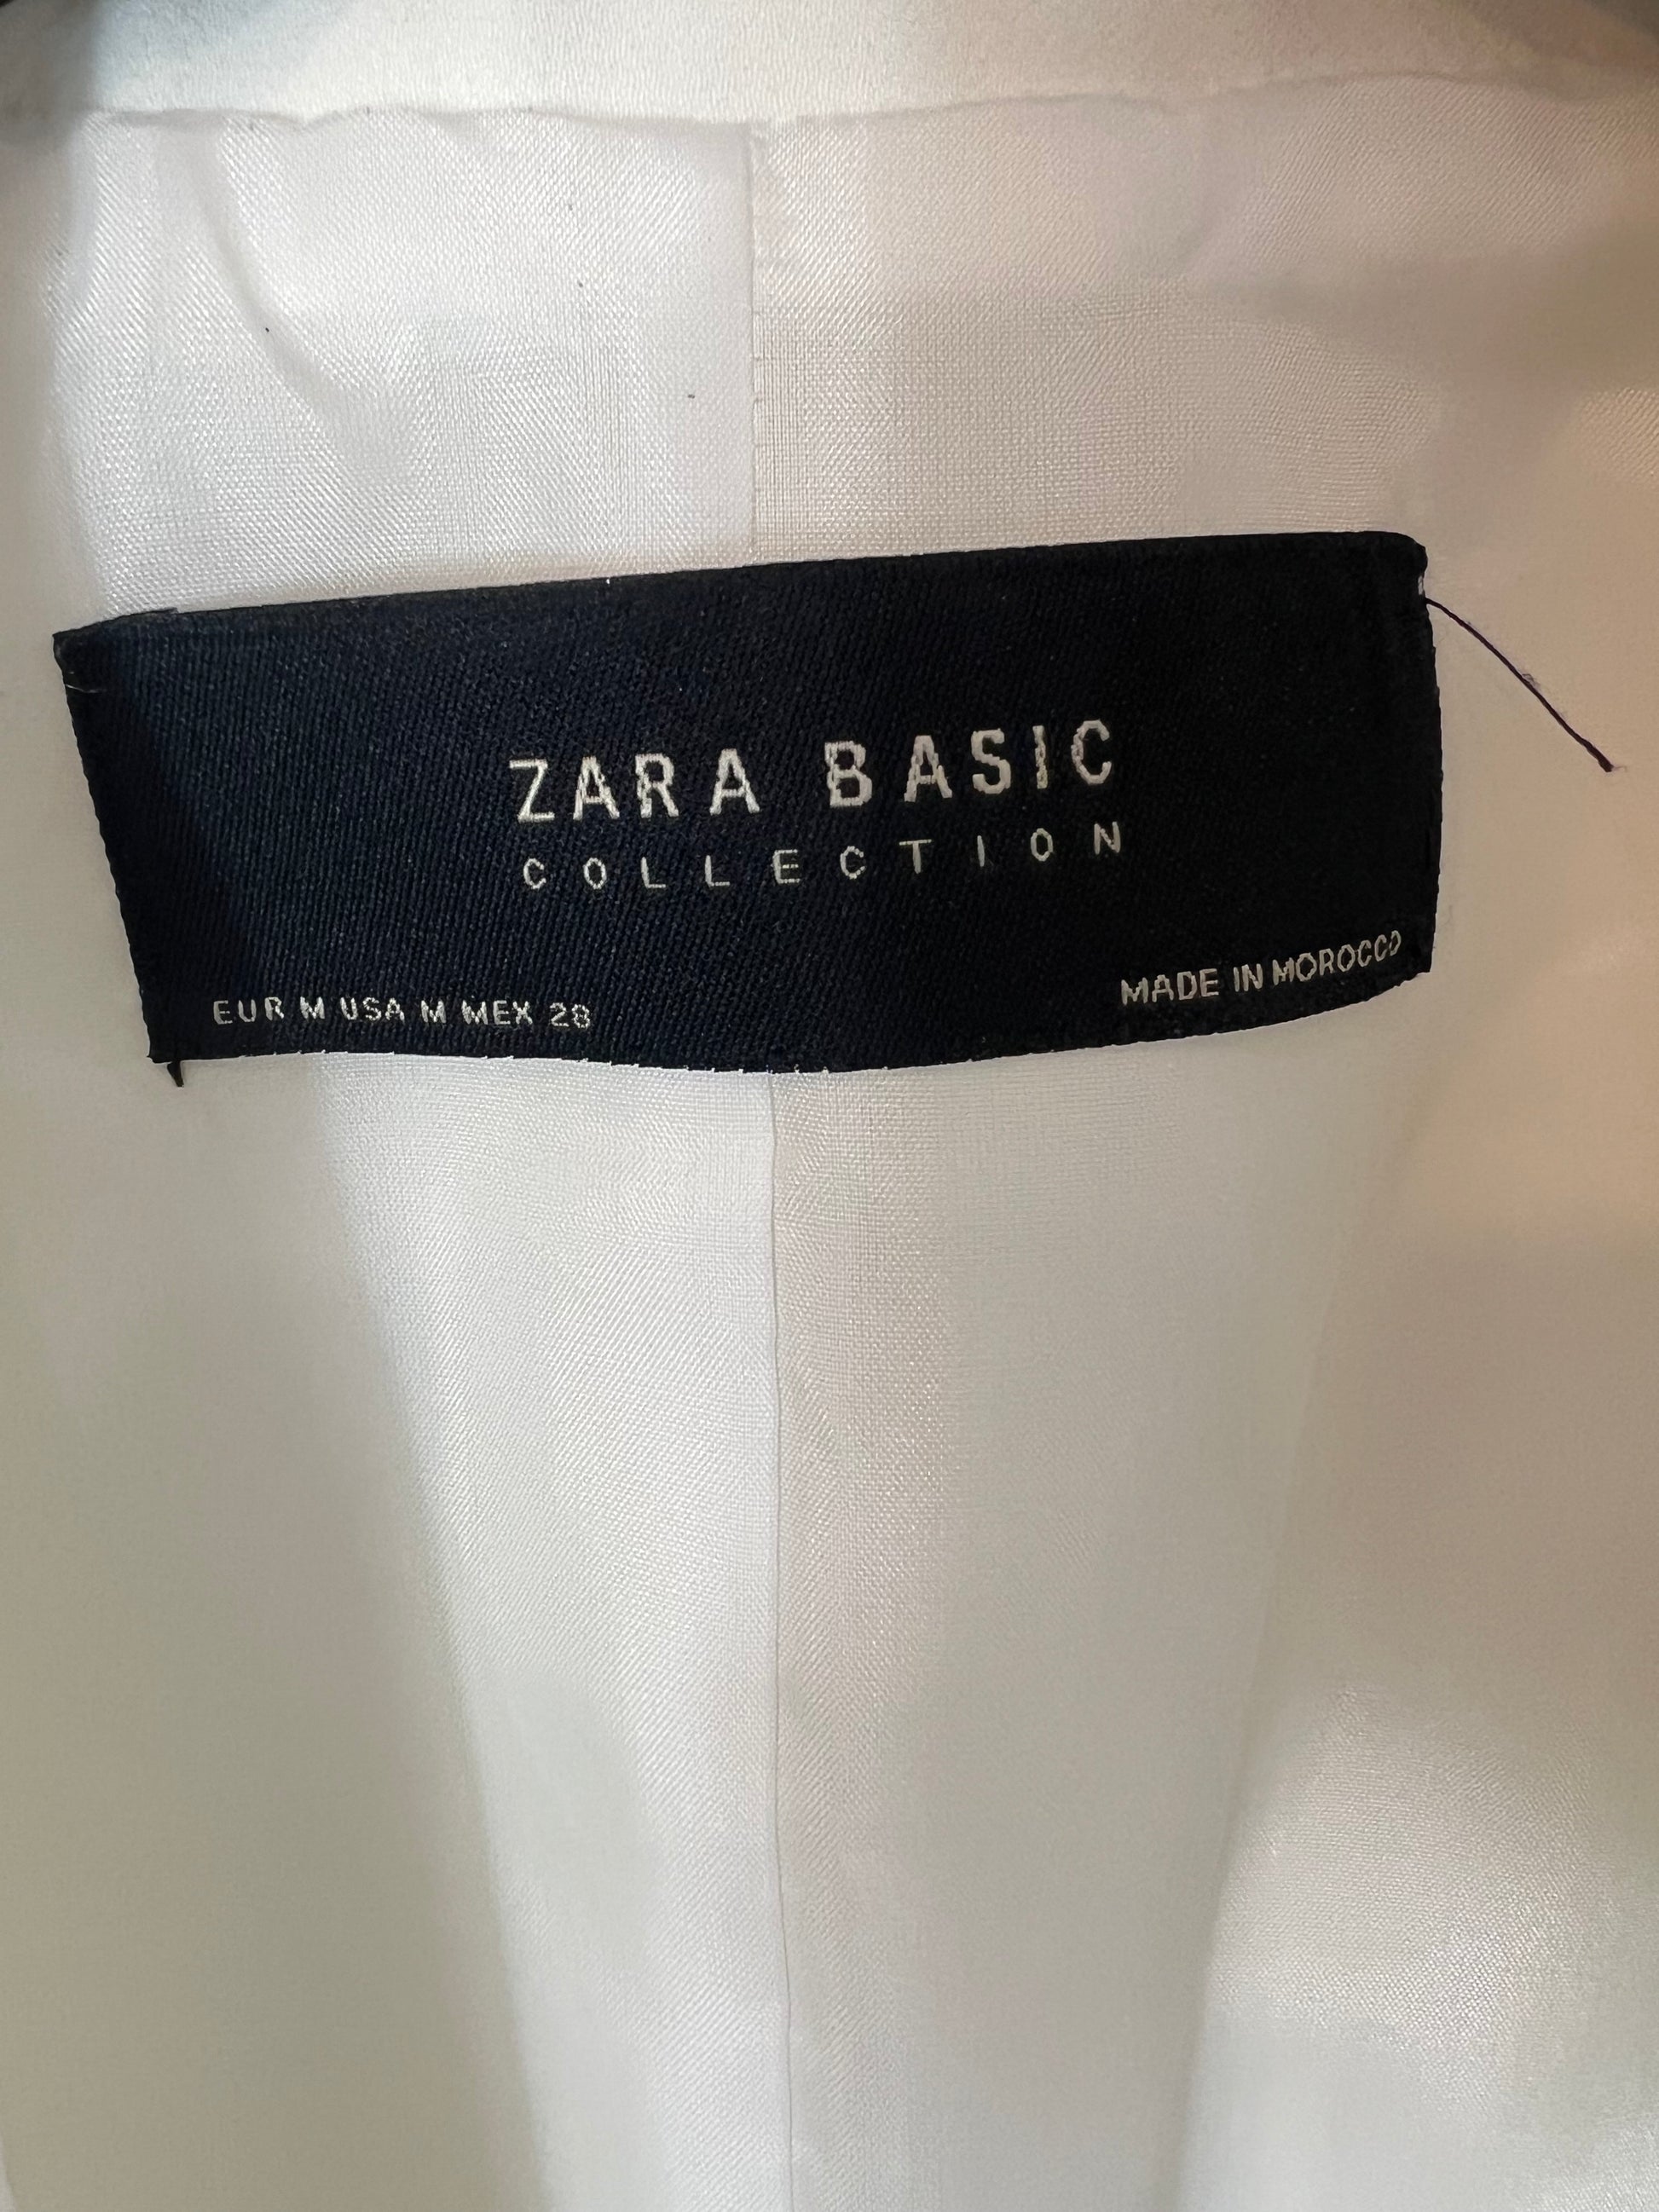 ZARA BASIC
COLLECTION
EUR M USA M MEX 28
MADE IN MOROCCO